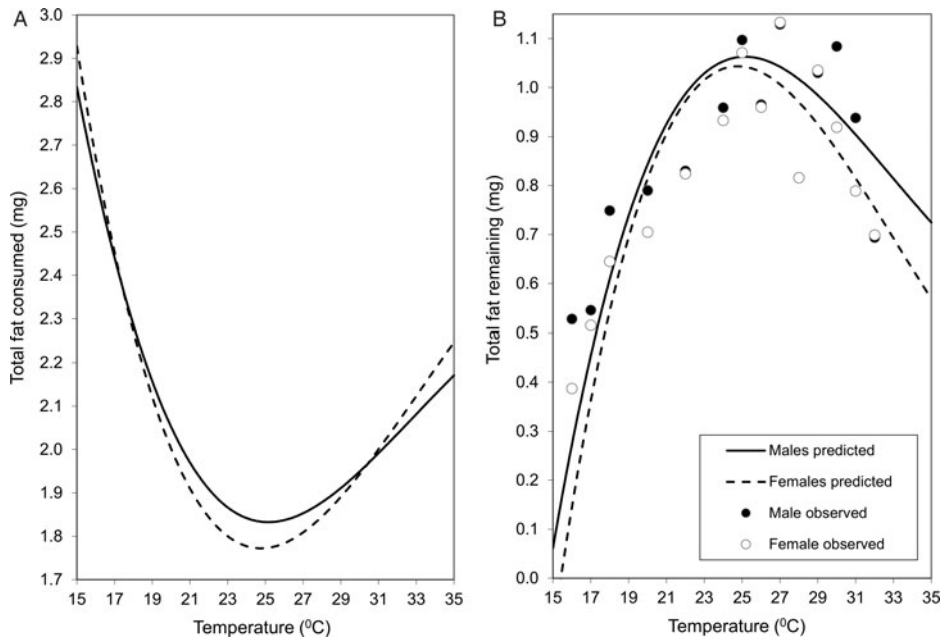 A
Total fat consumed (mg)
3.0
2.9
2.8
2.7
2.6
2.5
2.4
2.3
2.2
2.1
2.0
1.9
1.8
1.7
15 17 19 21 23 25 27 29 31 33 35
Temperature (⁰C)
B
Total fat remaining (mg)
1.1
1.0
0.9
0.8
0.7
0.6
0.5
0.4
0.3
0.2
0.1
0.0
Males predicted
Females predicted
Male observed
Female observed
15 17 19 21 23 25 27 29 31 33 35
Temperature (⁰C)